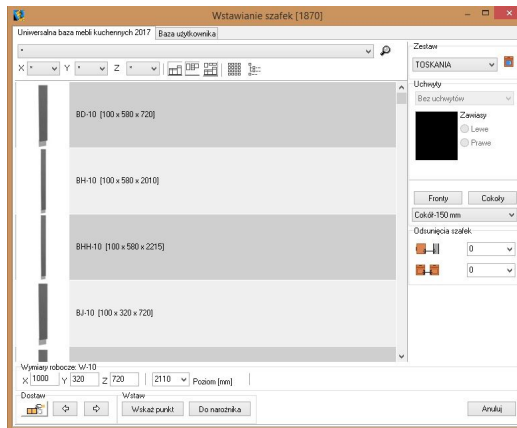 Wstawianie szafek [1870]
Uniwersalna baza mebli kuchennych 2017 Baza użytkownika
*
X * Y * Z *
BD-10 [100 x 580 x 720]
BH-10 [100 x 580 x 2010]
BHH-10 [100 x 580 x 2215]
BJ-10 [100 x 320 x 720]
Zestaw
TOSKANIA
Uchwyty
Bez uchwytów
Zawiasy
Lewe
Prawe
Fronty Cokoły
Cokół-150 mm
Odsunięcia szafek
0
0
Wymiary robocze: W-10
X 1000 Y 320 Z 720 2110 Poziom [mm]
Dostaw Wstaw
Wskaż punkt Do narożnika Anuluj